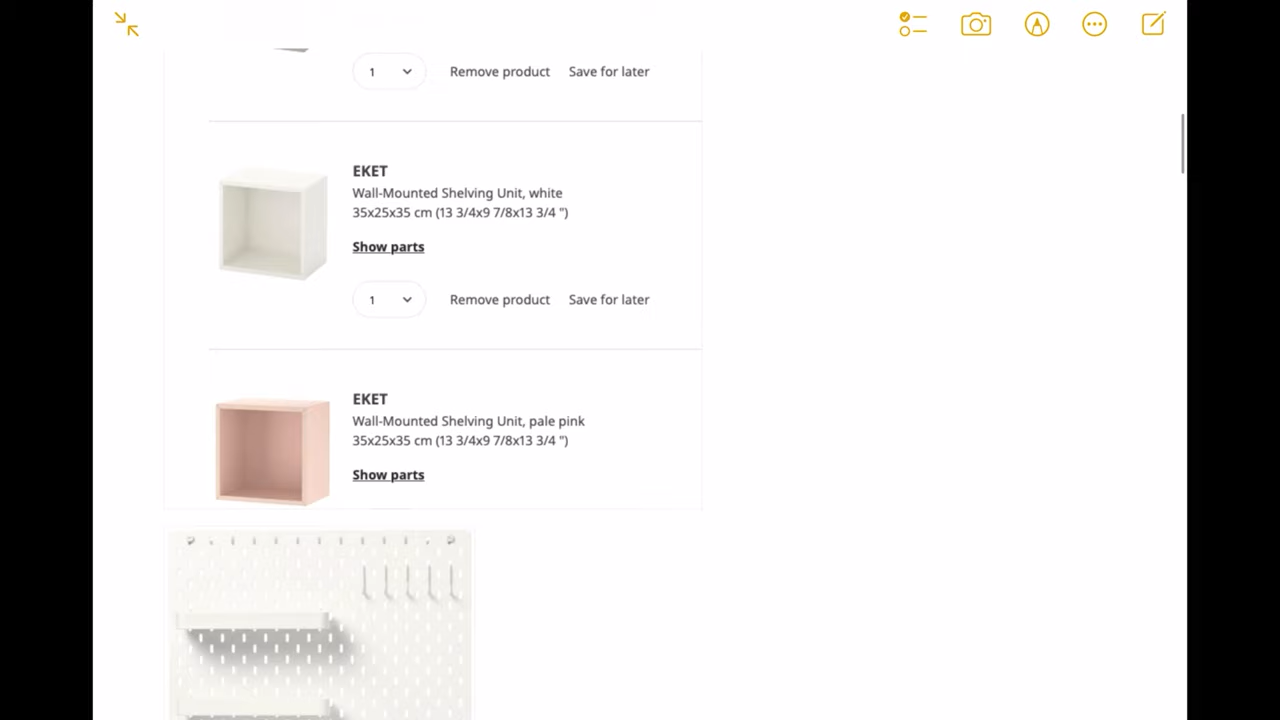 1
Remove product
Save for later
EKET
Wall-Mounted Shelving Unit, white
35x25x35 cm (13 3/4x9 7/8x13 3/4 ")
Show parts
1
Remove product
Save for later
EKET
Wall-Mounted Shelving Unit, pale pink
35x25x35 cm (13 3/4x9 7/8x13 3/4 ")
Show parts